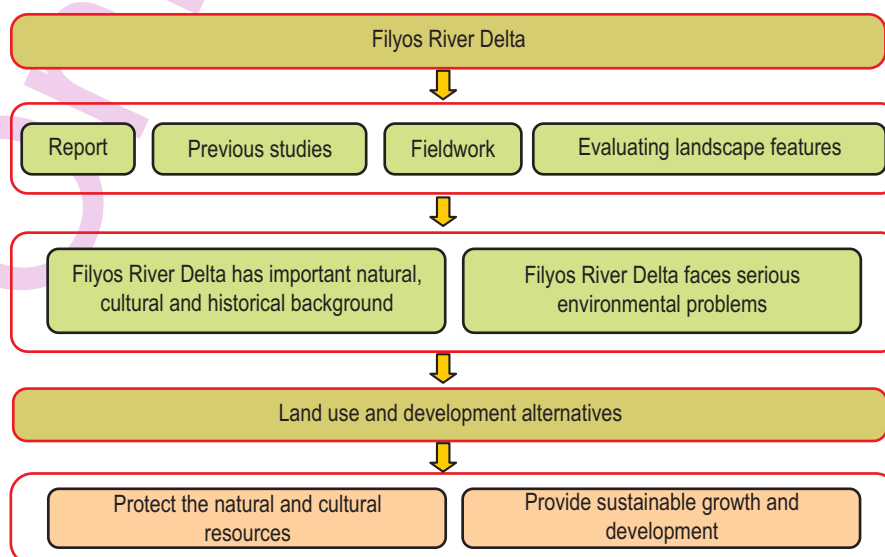 Filyos River Delta
Report
Previous studies
Fieldwork
Evaluating landscape features
Filyos River Delta has important natural,
cultural and historical background
Filyos River Delta faces serious
environmental problems
Land use and development alternatives
Protect the natural and cultural
resources
Provide sustainable growth and
development